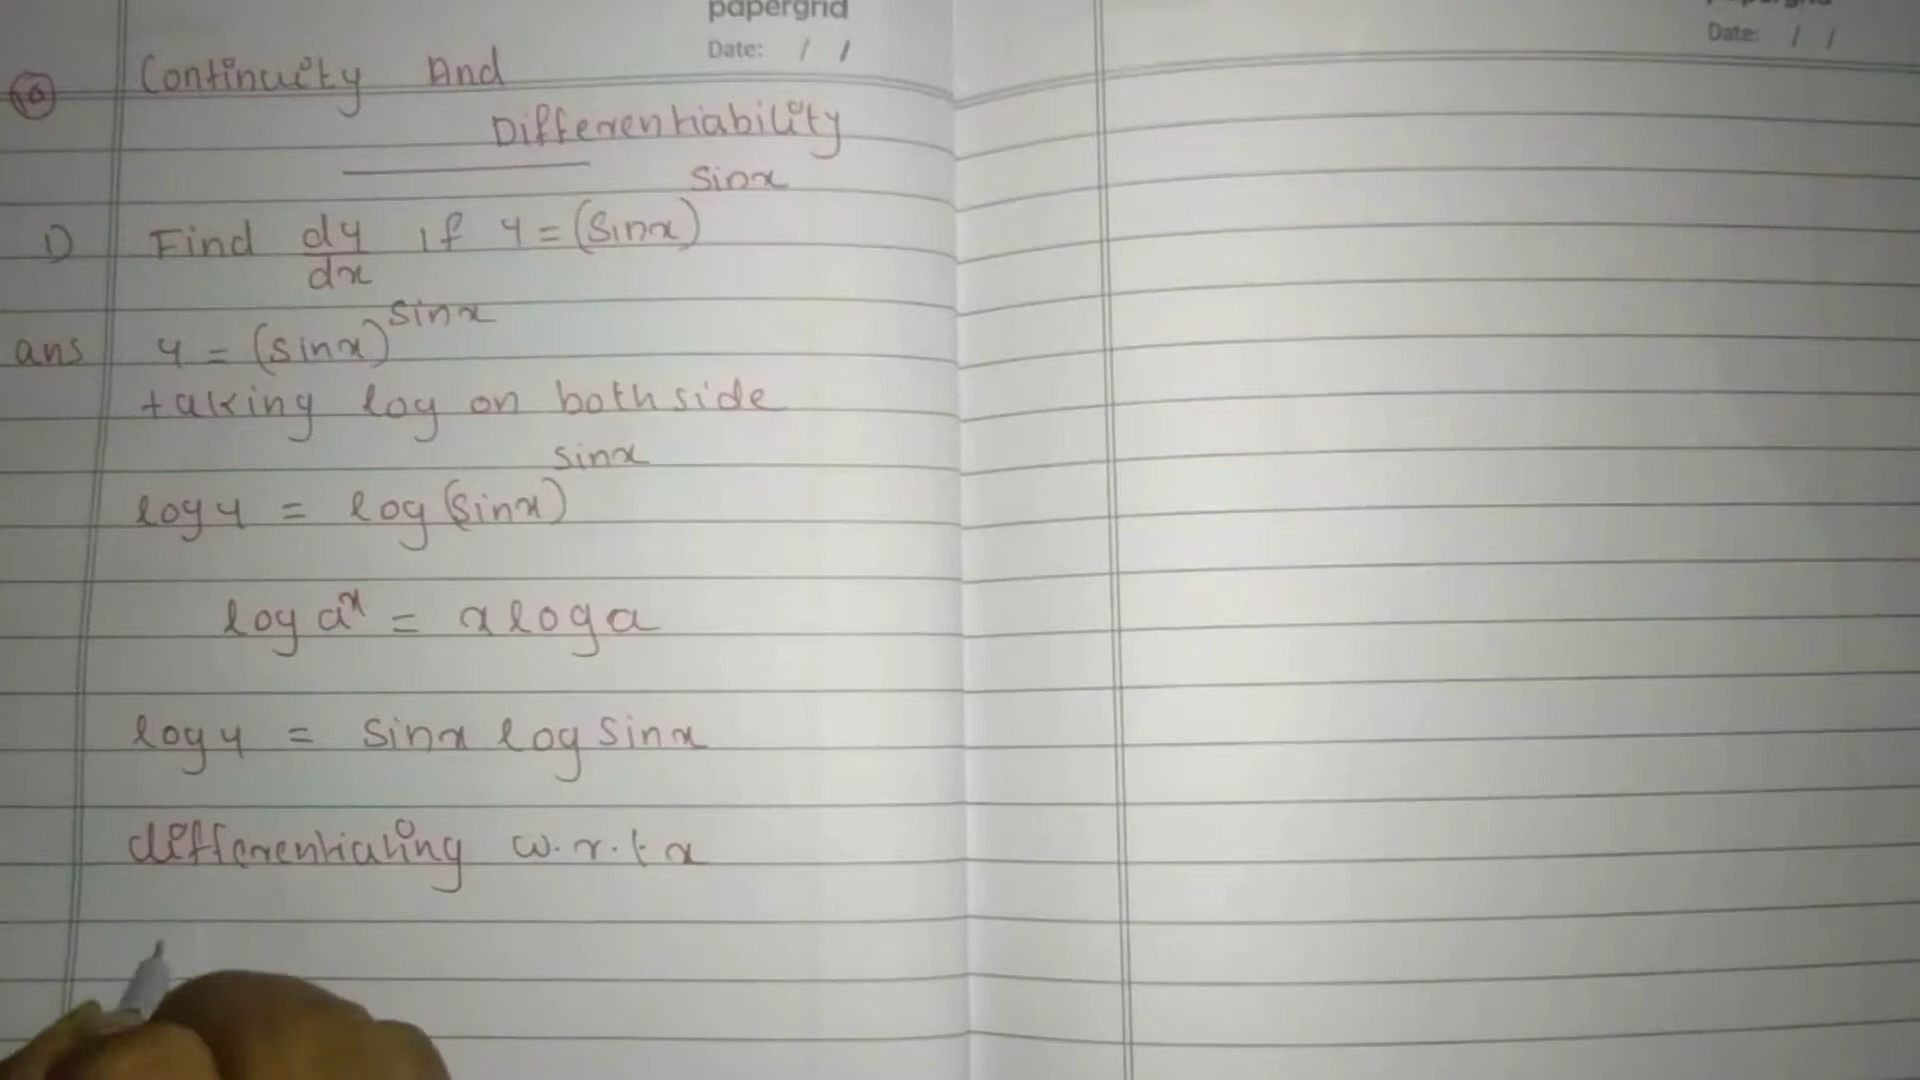 papergrid
Date: / /
Date: / /
Continuity And
Differentiability
1) Find dy/dx if y = (sinx)^sinx
ans y = (sinx)^sinx
taking log on both side
log y = log (sinx)^sinx
log a^x = x log a
log y = sinx log sinx
differentiating w.r.t x